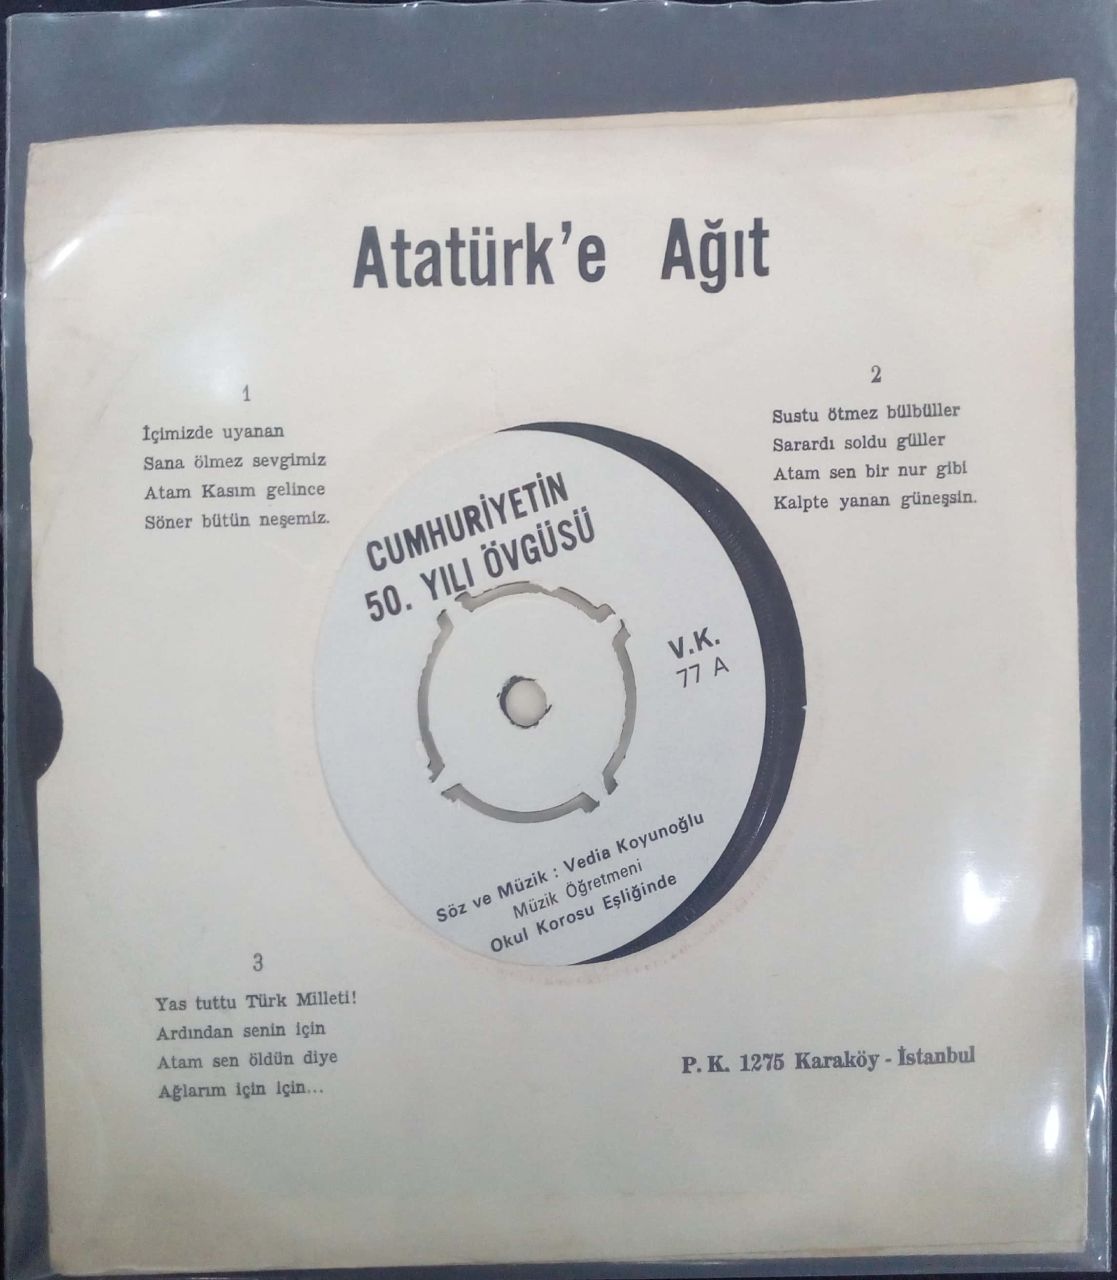 Atatürk'e Ağıt
1
İçimizde uyanan
Sana ölmez sevgimiz
Atam Kasım gelince
Söner bütün neşemiz.
2
Sustu ötmez bülbüller
Sarardı soldu güller
Atam sen bir nur gibi
Kalpte yanan güneşsin.
CUMHURİYETİN
50. YILI ÖVGÜSÜ
V.K.
77 A
Söz ve Müzik : Vedia Koyunoğlu
Müzik Öğretmeni
Okul Korosu Eşliğinde
3
Yas tuttu Türk Milleti!
Ardından senin için
Atam sen öldün diye
Ağlarım için için...
P. K. 1275 Karaköy - İstanbul